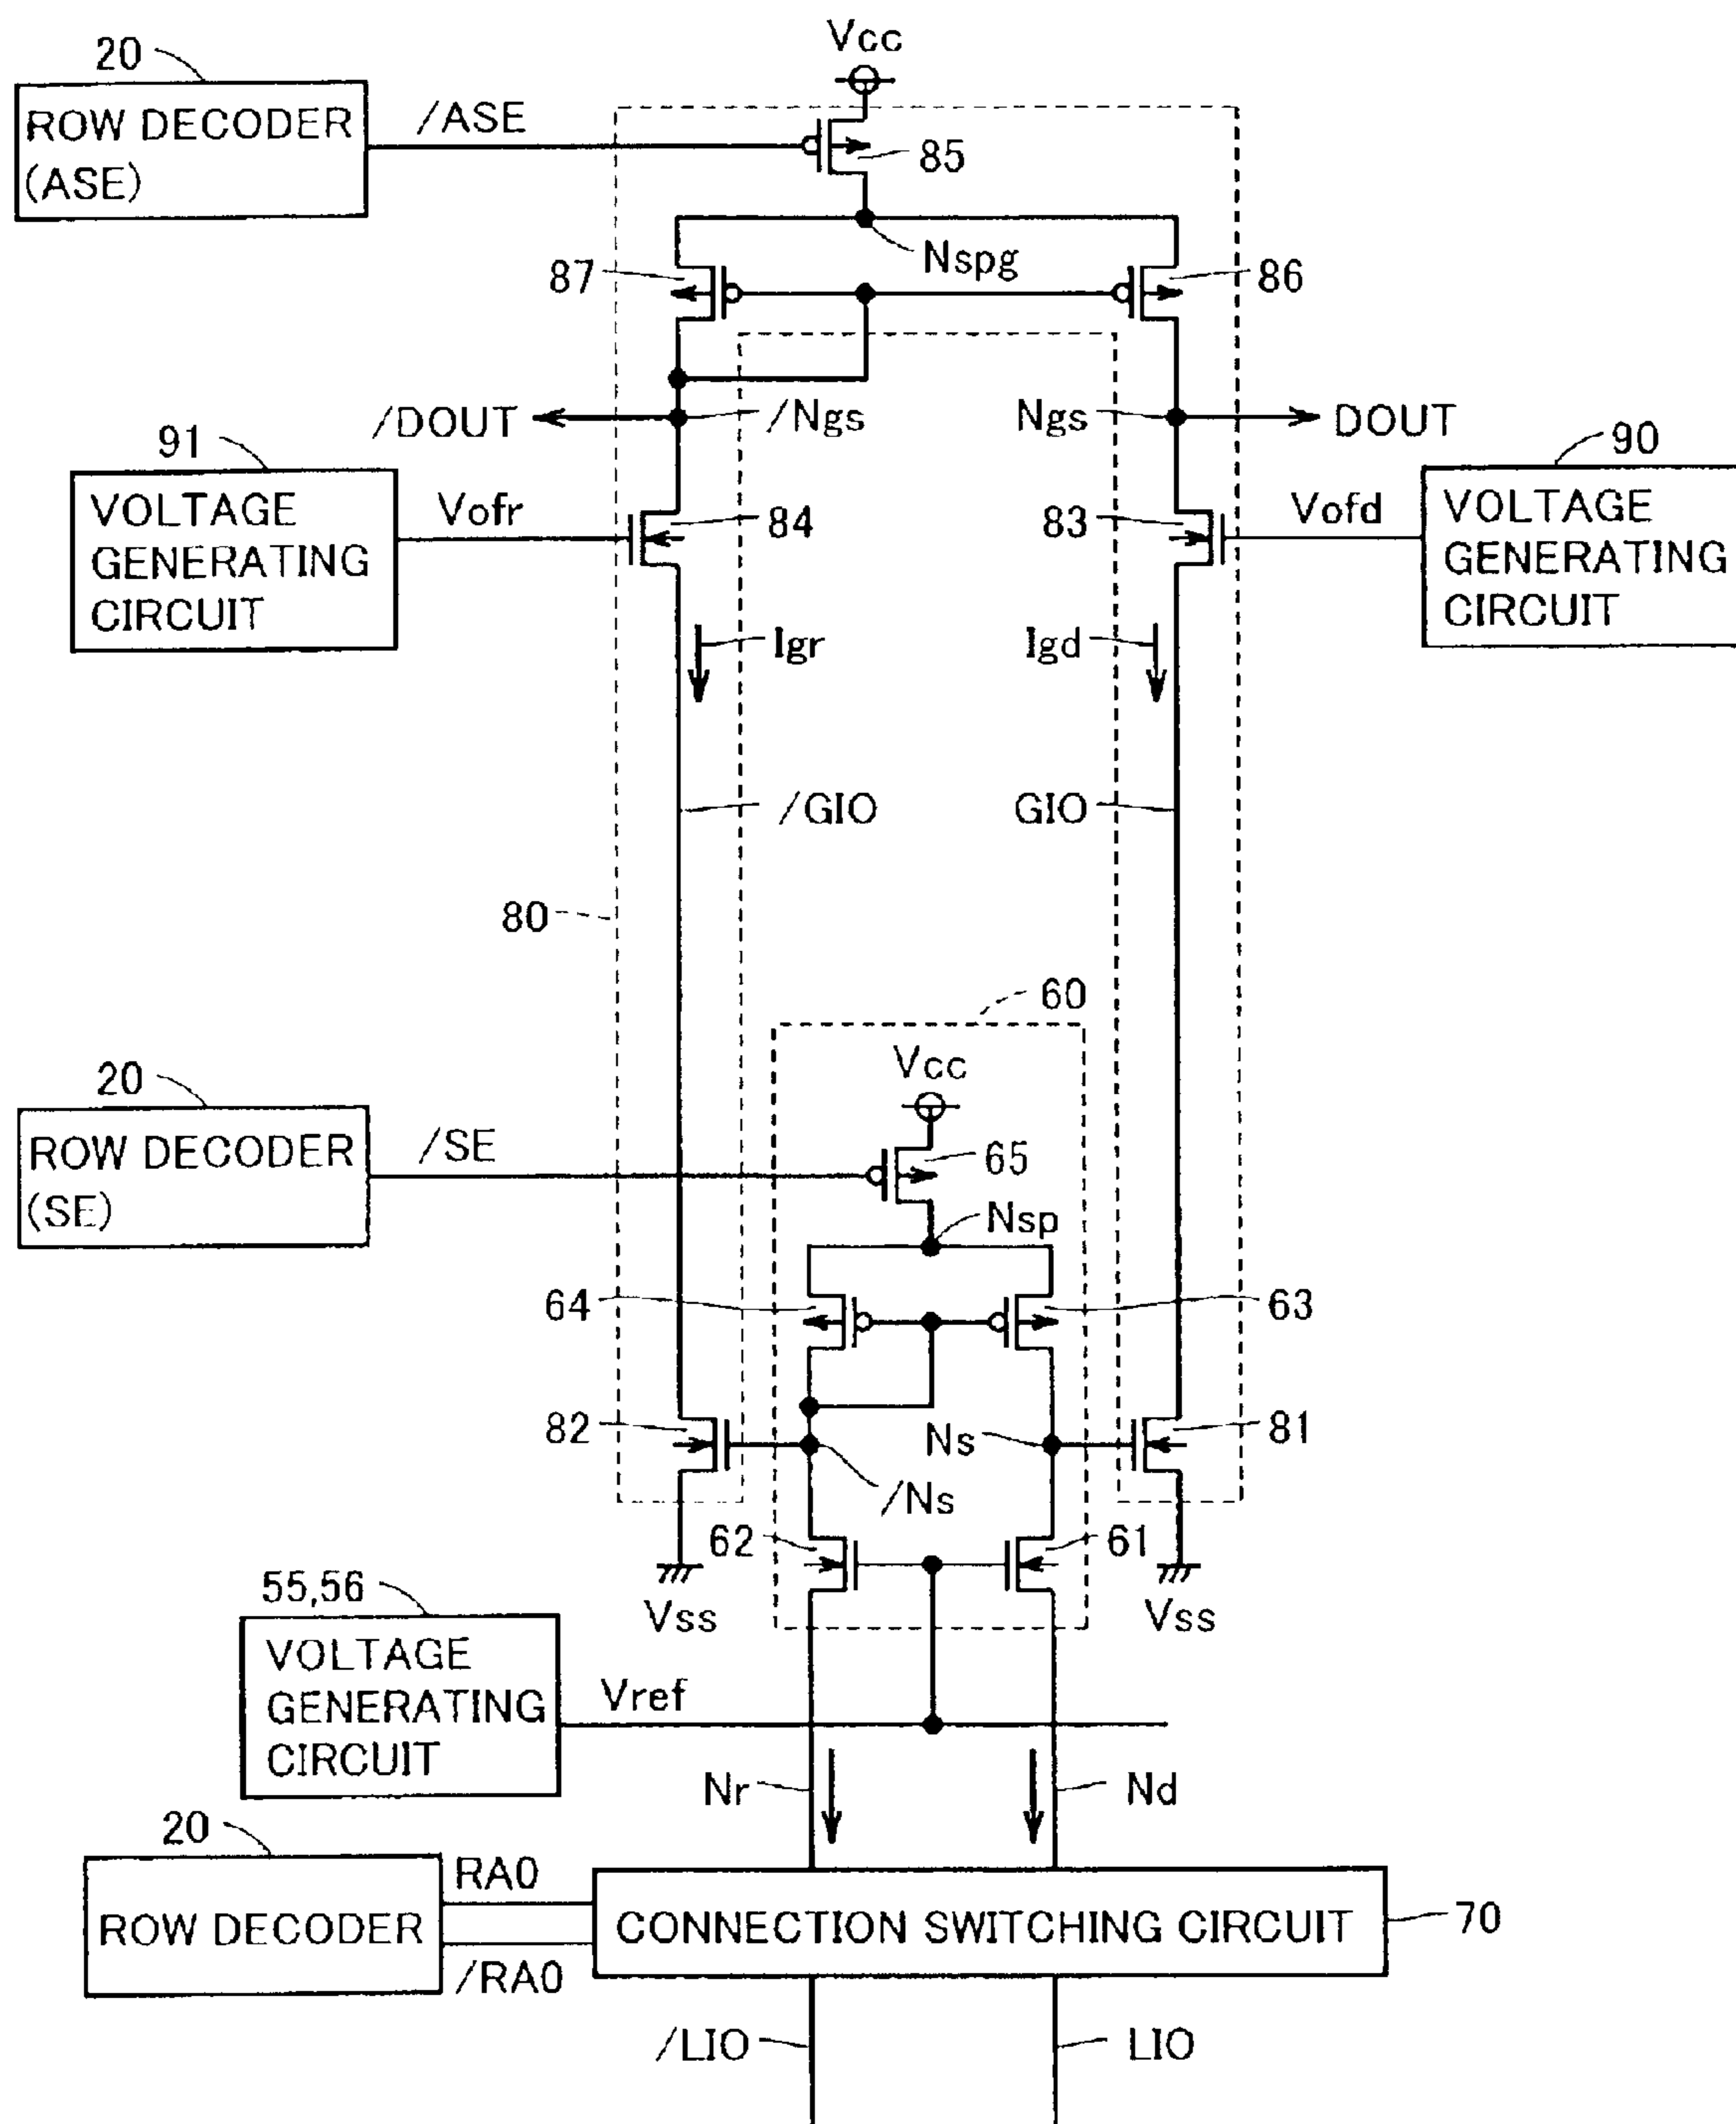 Vcc
20
ROW DECODER
(ASE)
/ASE
85
Nspg
87
86
/DOUT
/Ngs
Ngs
DOUT
91
VOLTAGE
GENERATING
CIRCUIT
Vofr
84
83
Vofd
90
VOLTAGE
GENERATING
CIRCUIT
Igr
Igd
/GIO
GIO
80
60
Vcc
20
ROW DECODER
(SE)
/SE
65
Nsp
64
63
82
Ns
81
/Ns
62
61
Vss
Vss
55,56
VOLTAGE
GENERATING
CIRCUIT
Vref
Nr
Nd
20
ROW DECODER
RA0
/RA0
CONNECTION SWITCHING CIRCUIT
70
/LIO
LIO